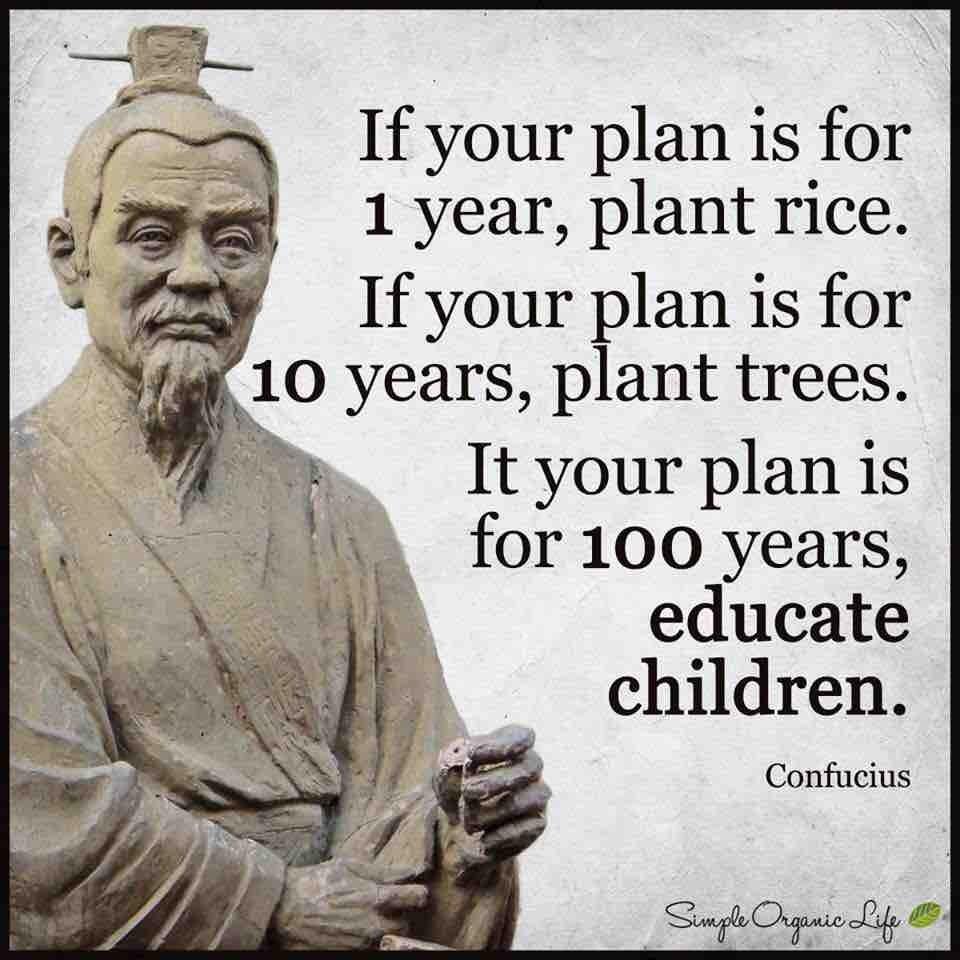 If your plan is for
1 year, plant rice.
If your plan is for
10 years, plant trees.
It your plan is
for 100 years,
educate
children.
Confucius
Simple Organic Life